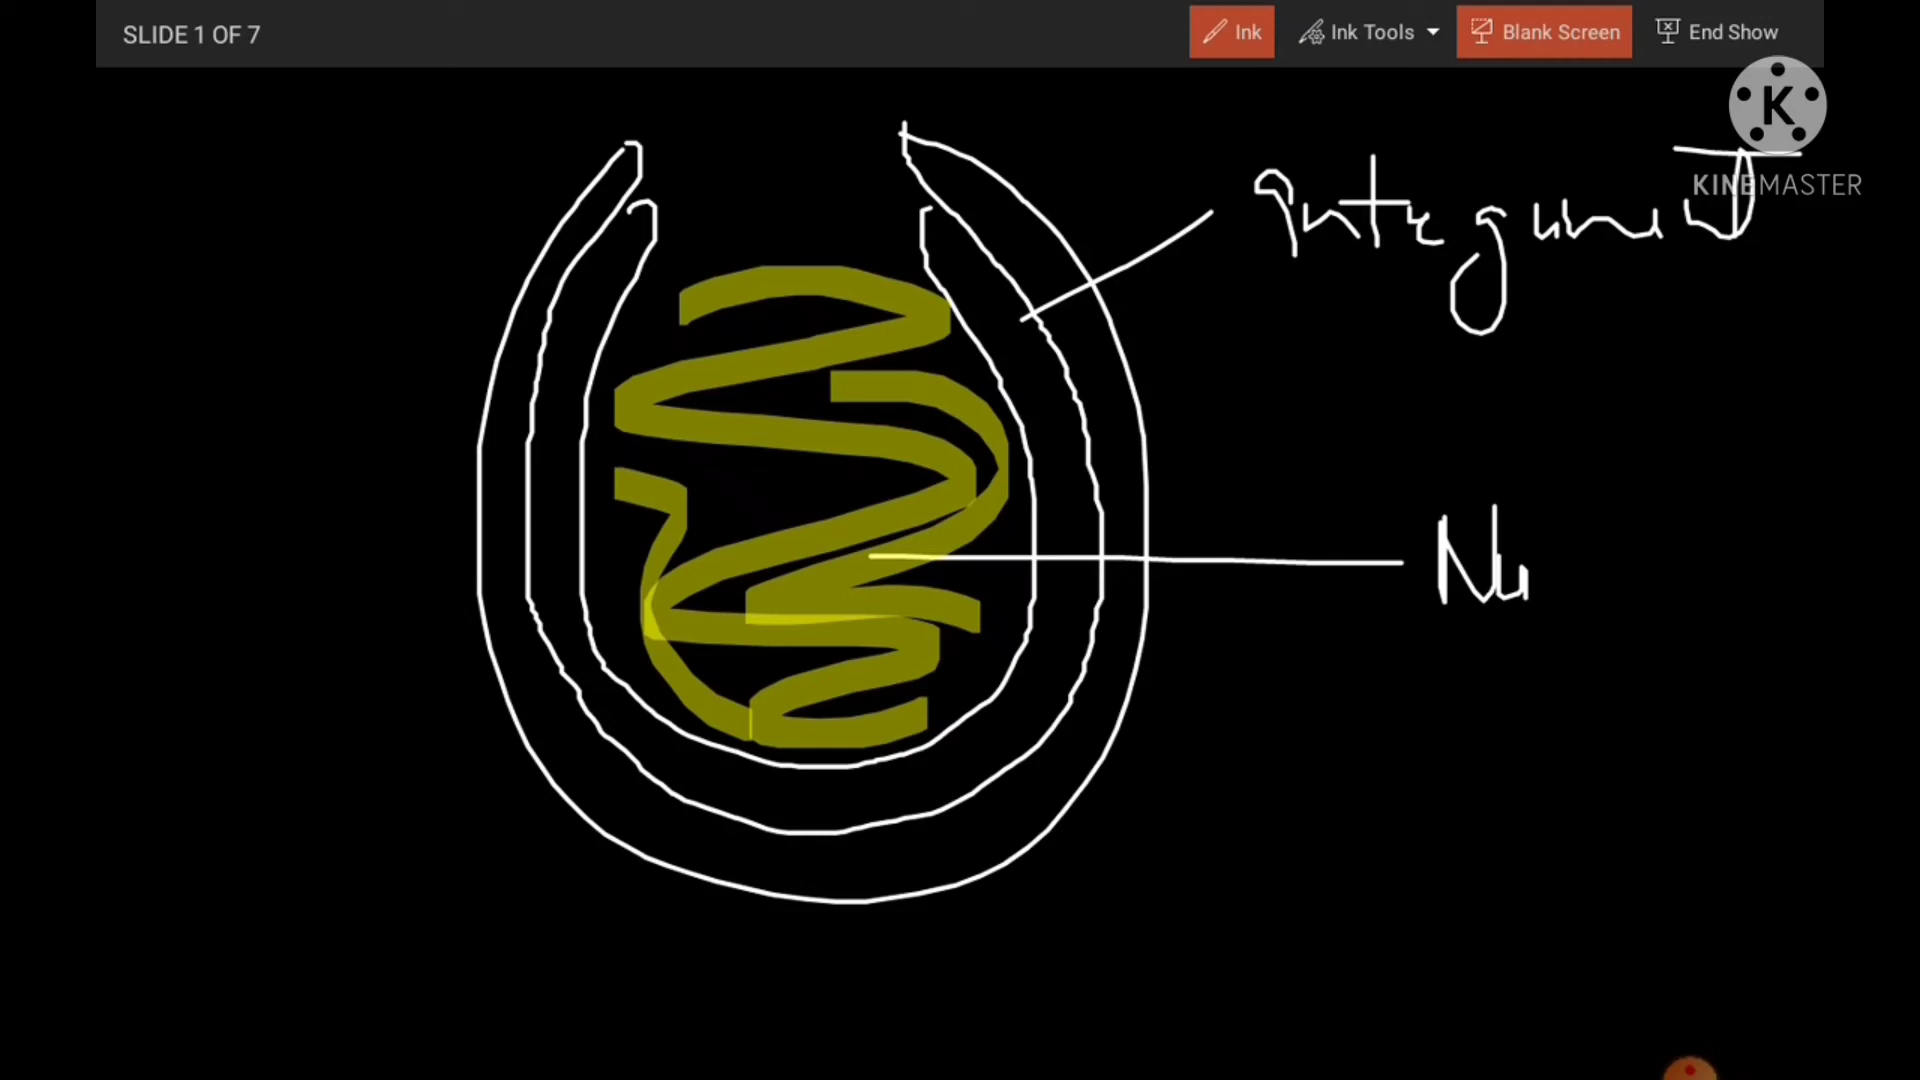 SLIDE 1 OF 7
Ink
Ink Tools
Blank Screen
End Show
K
KINEMASTER
Integument
Nu